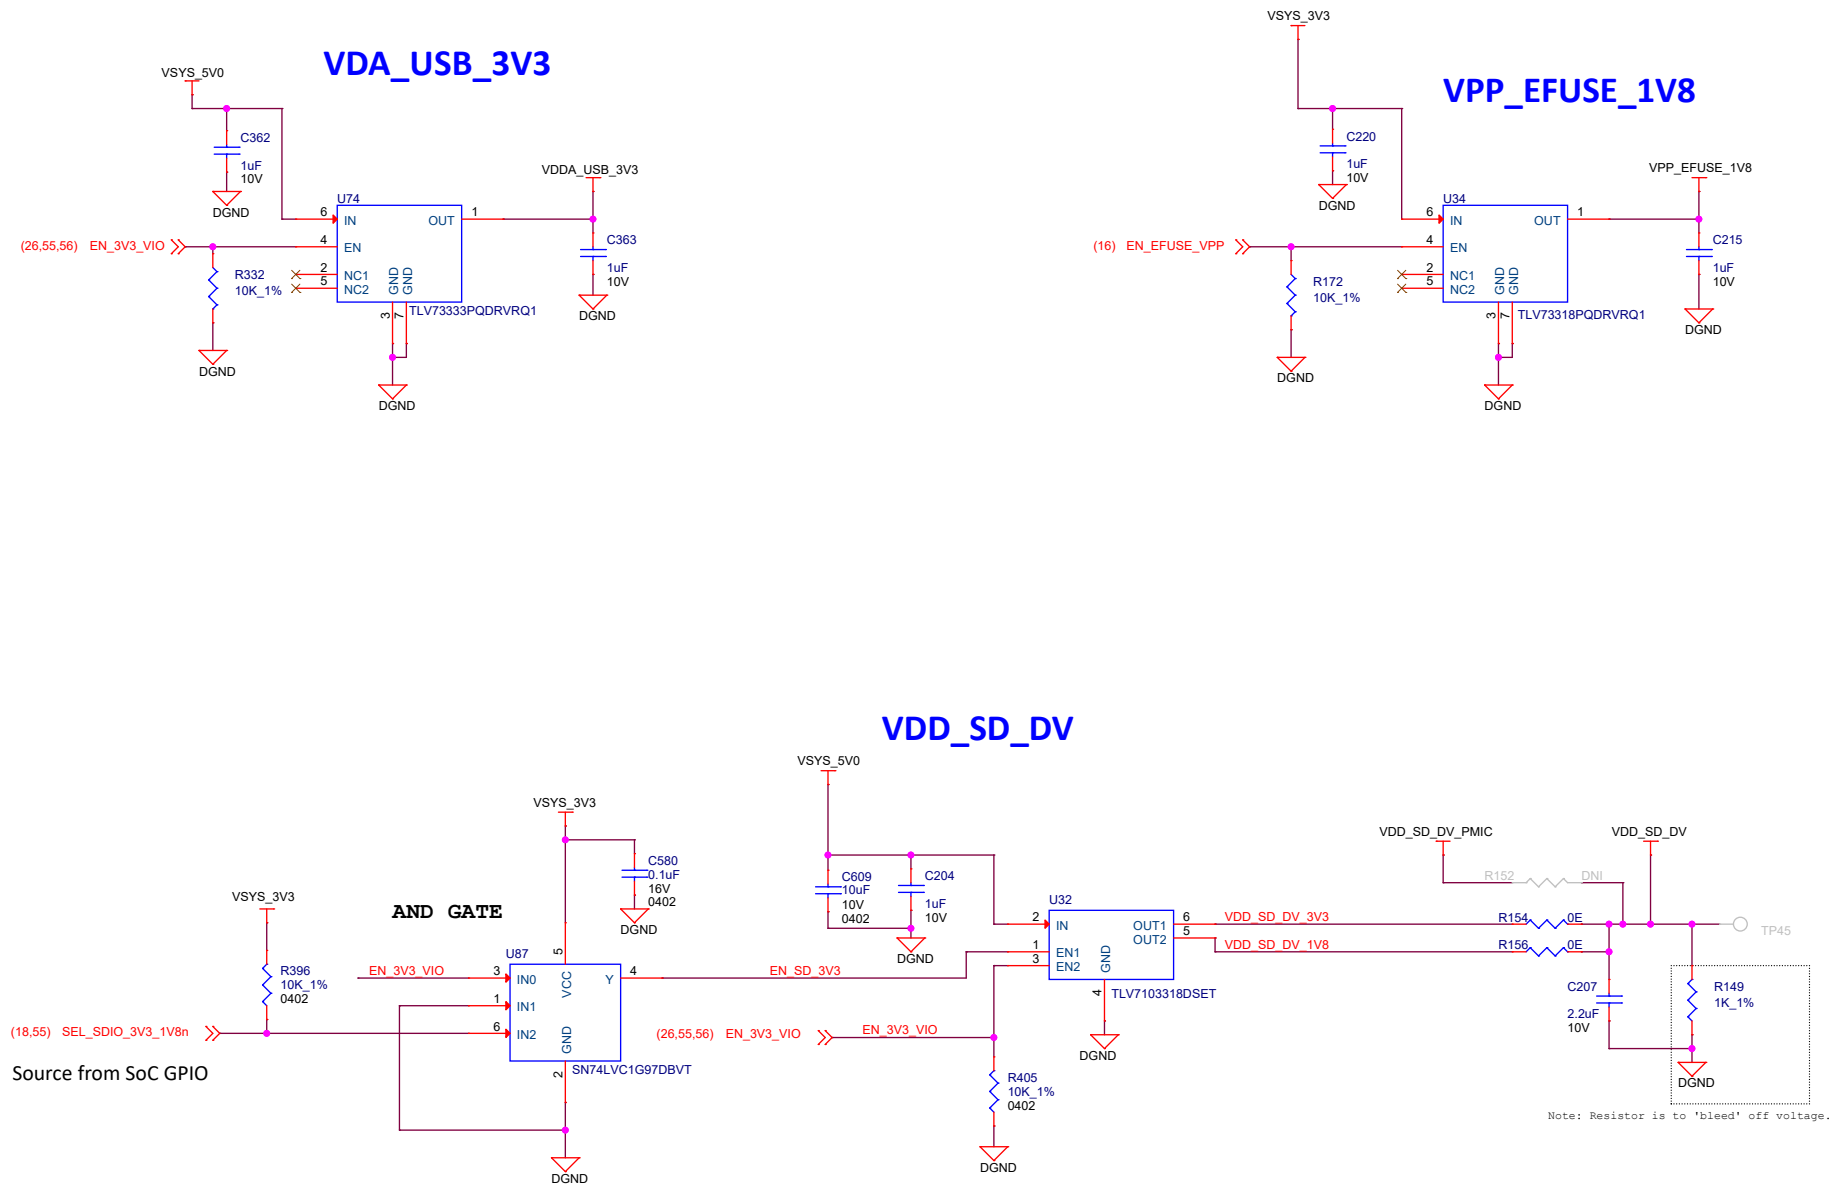 VDA_USB_3V3
VSYS_5V0
C362
1uF
10V
DGND
VDDA_USB_3V3
U74
6
IN
OUT
1
(26,55,56) EN_3V3_VIO
4
EN
C363
1uF
10V
DGND
R332
10K_1%
2
NC1
5
NC2
GND
GND
3
7
TLV73333PQDRVRQ1
DGND
DGND
VSYS_3V3
VPP_EFUSE_1V8
C220
1uF
10V
DGND
VPP_EFUSE_1V8
U34
6
IN
OUT
1
(16) EN_EFUSE_VPP
4
EN
C215
1uF
10V
DGND
R172
10K_1%
2
NC1
5
NC2
GND
GND
3
7
TLV73318PQDRVRQ1
DGND
DGND
VDD_SD_DV
VSYS_5V0
VSYS_3V3
C580
0.1uF
16V
0402
DGND
VSYS_3V3
AND GATE
R396
10K_1%
0402
U87
5
EN_3V3_VIO
3
IN0
VCC
Y
4
EN_SD_3V3
1
IN1
(18,55) SEL_SDIO_3V3_1V8n
6
IN2
GND
2
SN74LVC1G97DBVT
Source from SoC GPIO
DGND
C609
10uF
10V
0402
C204
1uF
10V
DGND
U32
2
IN
OUT1
6
VDD_SD_DV_3V3
OUT2
5
VDD_SD_DV_1V8
1
EN1
3
EN2
GND
4
TLV7103318DSET
DGND
(26,55,56) EN_3V3_VIO
EN_3V3_VIO
R405
10K_1%
0402
DGND
VDD_SD_DV_PMIC
VDD_SD_DV
R152
DNI
R154
0E
R156
0E
TP45
C207
2.2uF
10V
R149
1K_1%
DGND
Note: Resistor is to 'bleed' off voltage.